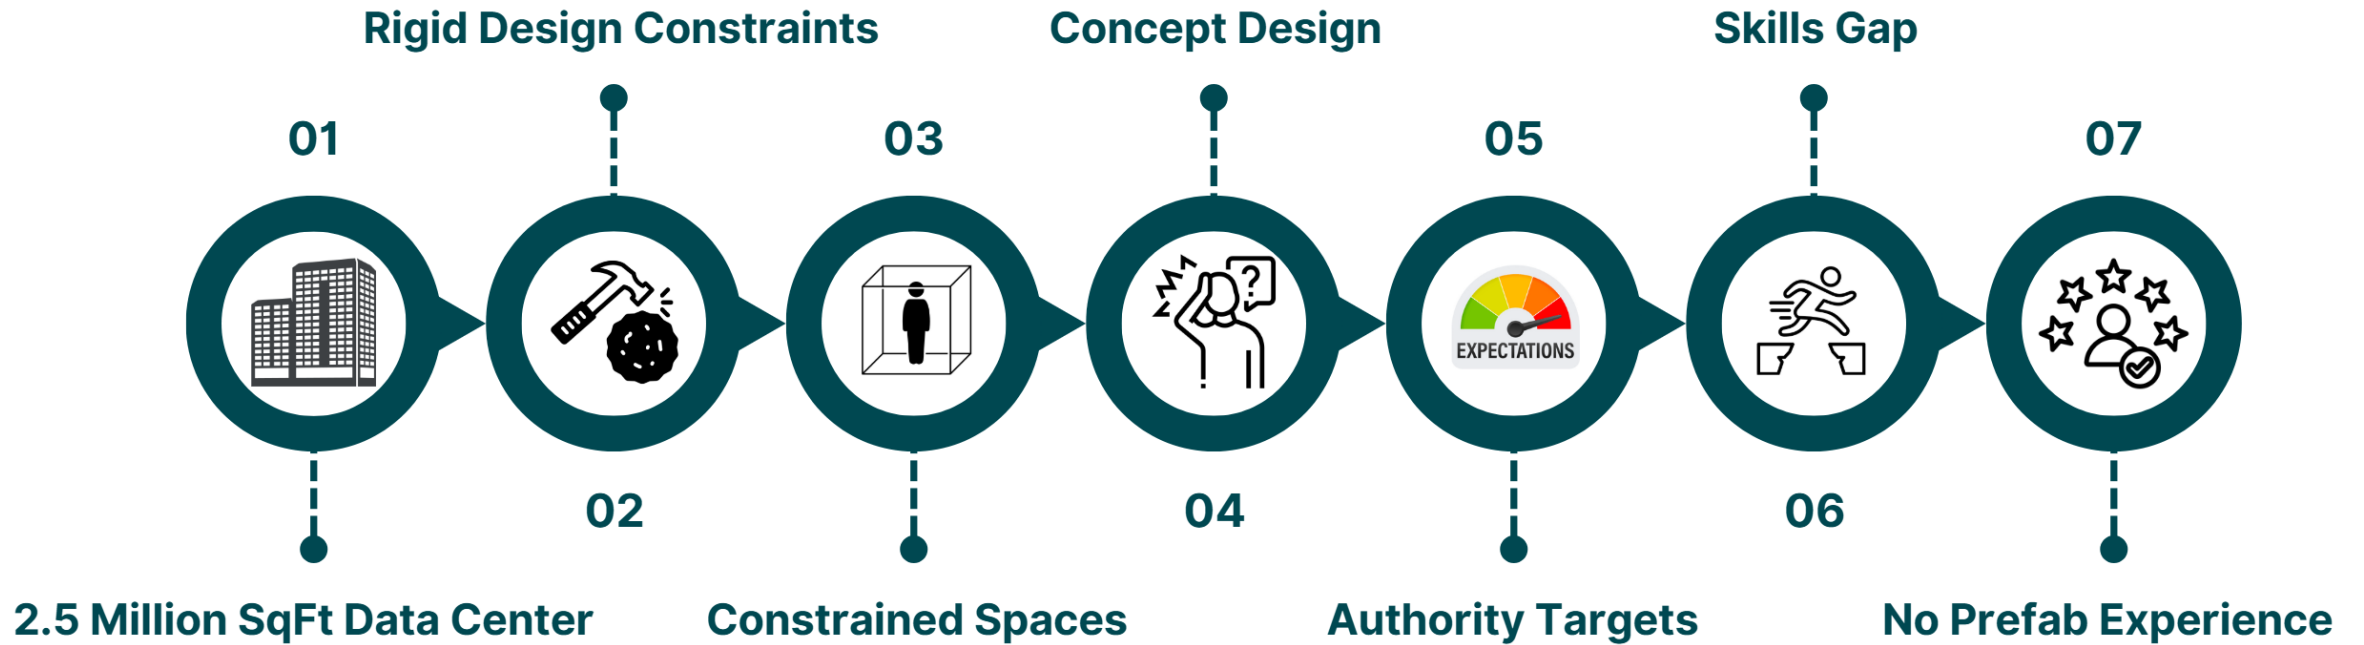 Rigid Design Constraints
Concept Design
Skills Gap
01
03
05
07
?
EXPECTATIONS
02
04
06
2.5 Million SqFt Data Center
Constrained Spaces
Authority Targets
No Prefab Experience